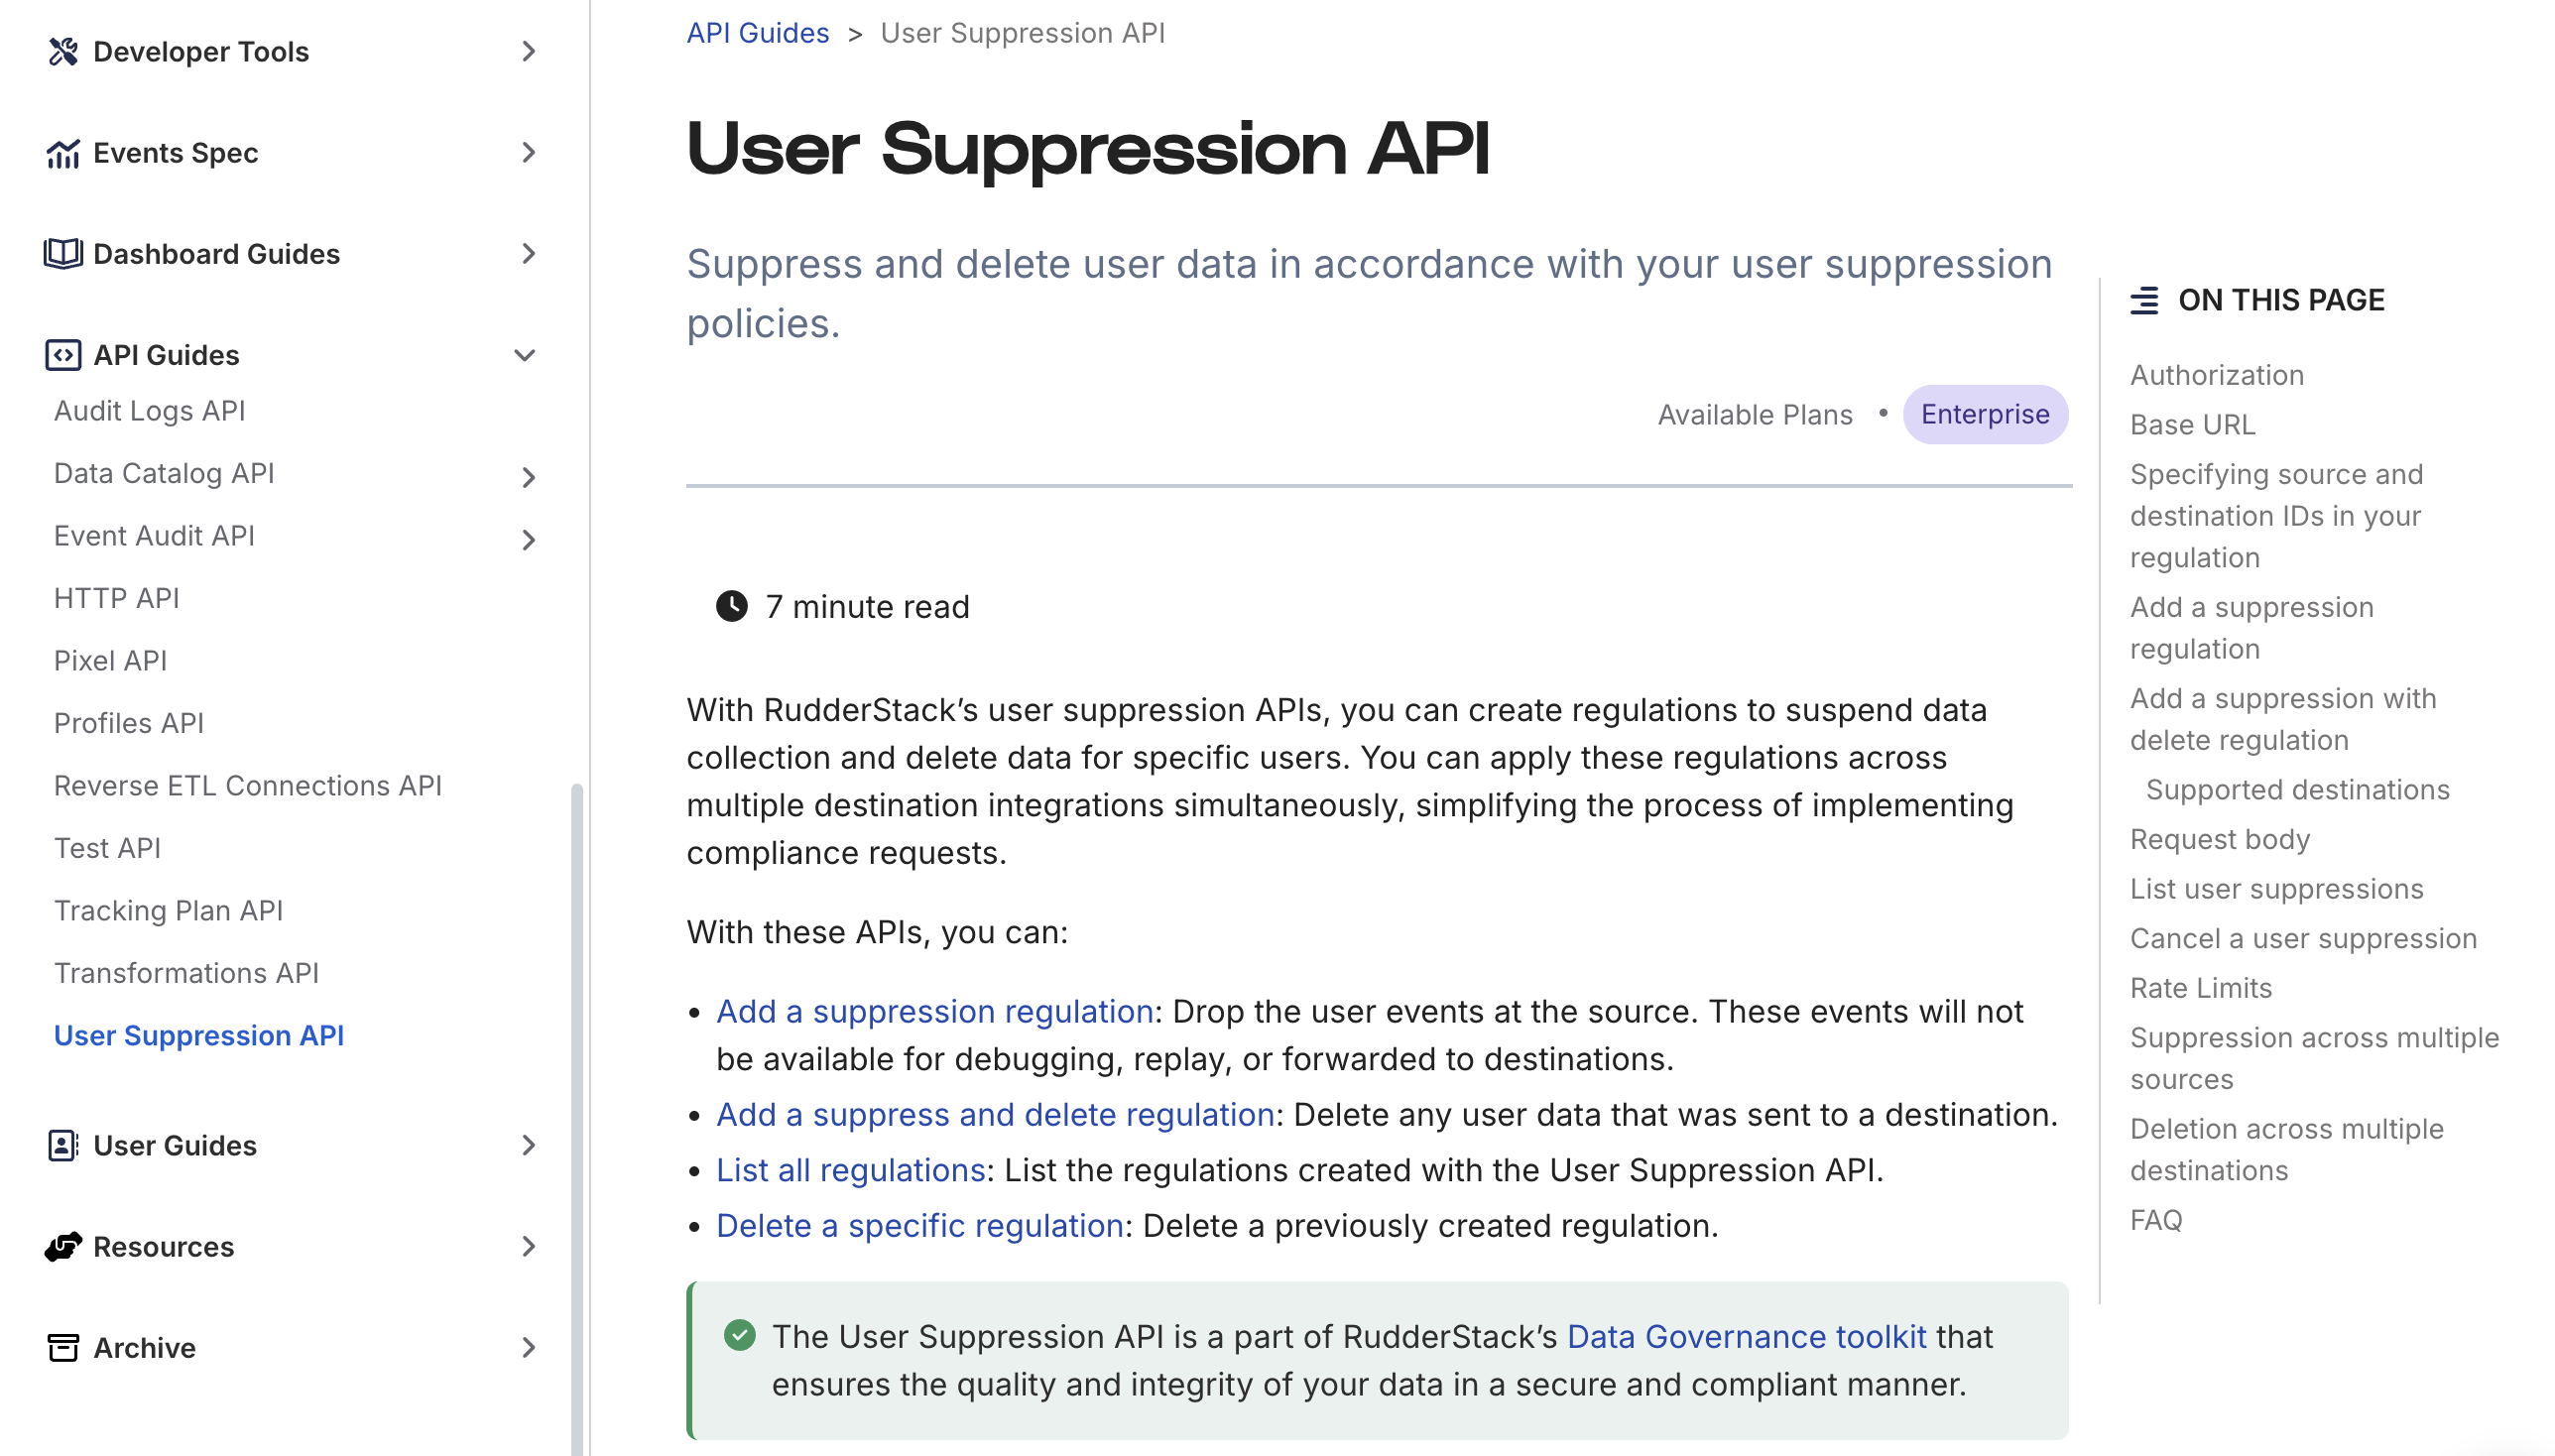 Developer Tools
Events Spec
Dashboard Guides
API Guides
Audit Logs API
Data Catalog API
Event Audit API
HTTP API
Pixel API
Profiles API
Reverse ETL Connections API
Test API
Tracking Plan API
Transformations API
User Suppression API
User Guides
Resources
Archive
API Guides > User Suppression API
User Suppression API
Suppress and delete user data in accordance with your user suppression
policies.
Available Plans • Enterprise
7 minute read
With RudderStack’s user suppression APIs, you can create regulations to suspend data
collection and delete data for specific users. You can apply these regulations across
multiple destination integrations simultaneously, simplifying the process of implementing
compliance requests.
With these APIs, you can:
• Add a suppression regulation: Drop the user events at the source. These events will not
be available for debugging, replay, or forwarded to destinations.
• Add a suppress and delete regulation: Delete any user data that was sent to a destination.
• List all regulations: List the regulations created with the User Suppression API.
• Delete a specific regulation: Delete a previously created regulation.
The User Suppression API is a part of RudderStack’s Data Governance toolkit that
ensures the quality and integrity of your data in a secure and compliant manner.
ON THIS PAGE
Authorization
Base URL
Specifying source and
destination IDs in your
regulation
Add a suppression
regulation
Add a suppression with
delete regulation
Supported destinations
Request body
List user suppressions
Cancel a user suppression
Rate Limits
Suppression across multiple
sources
Deletion across multiple
destinations
FAQ